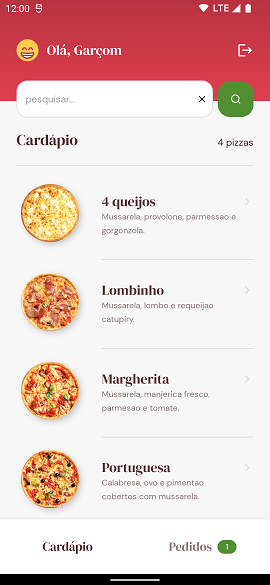 12:00 LTE
Olá, Garçom
pesquisar...
Cardápio
4 pizzas
4 queijos
Mussarela, provolone, parmessao e
gorgonzola.
Lombinho
Mussarela, lombo e requeijao
catupiry.
Margherita
Mussarela, manjerica fresco,
parmesao e tomate.
Portuguesa
Calabresa, ovo e pimentao
cobertos com mussarela.
Cardápio
Pedidos 1